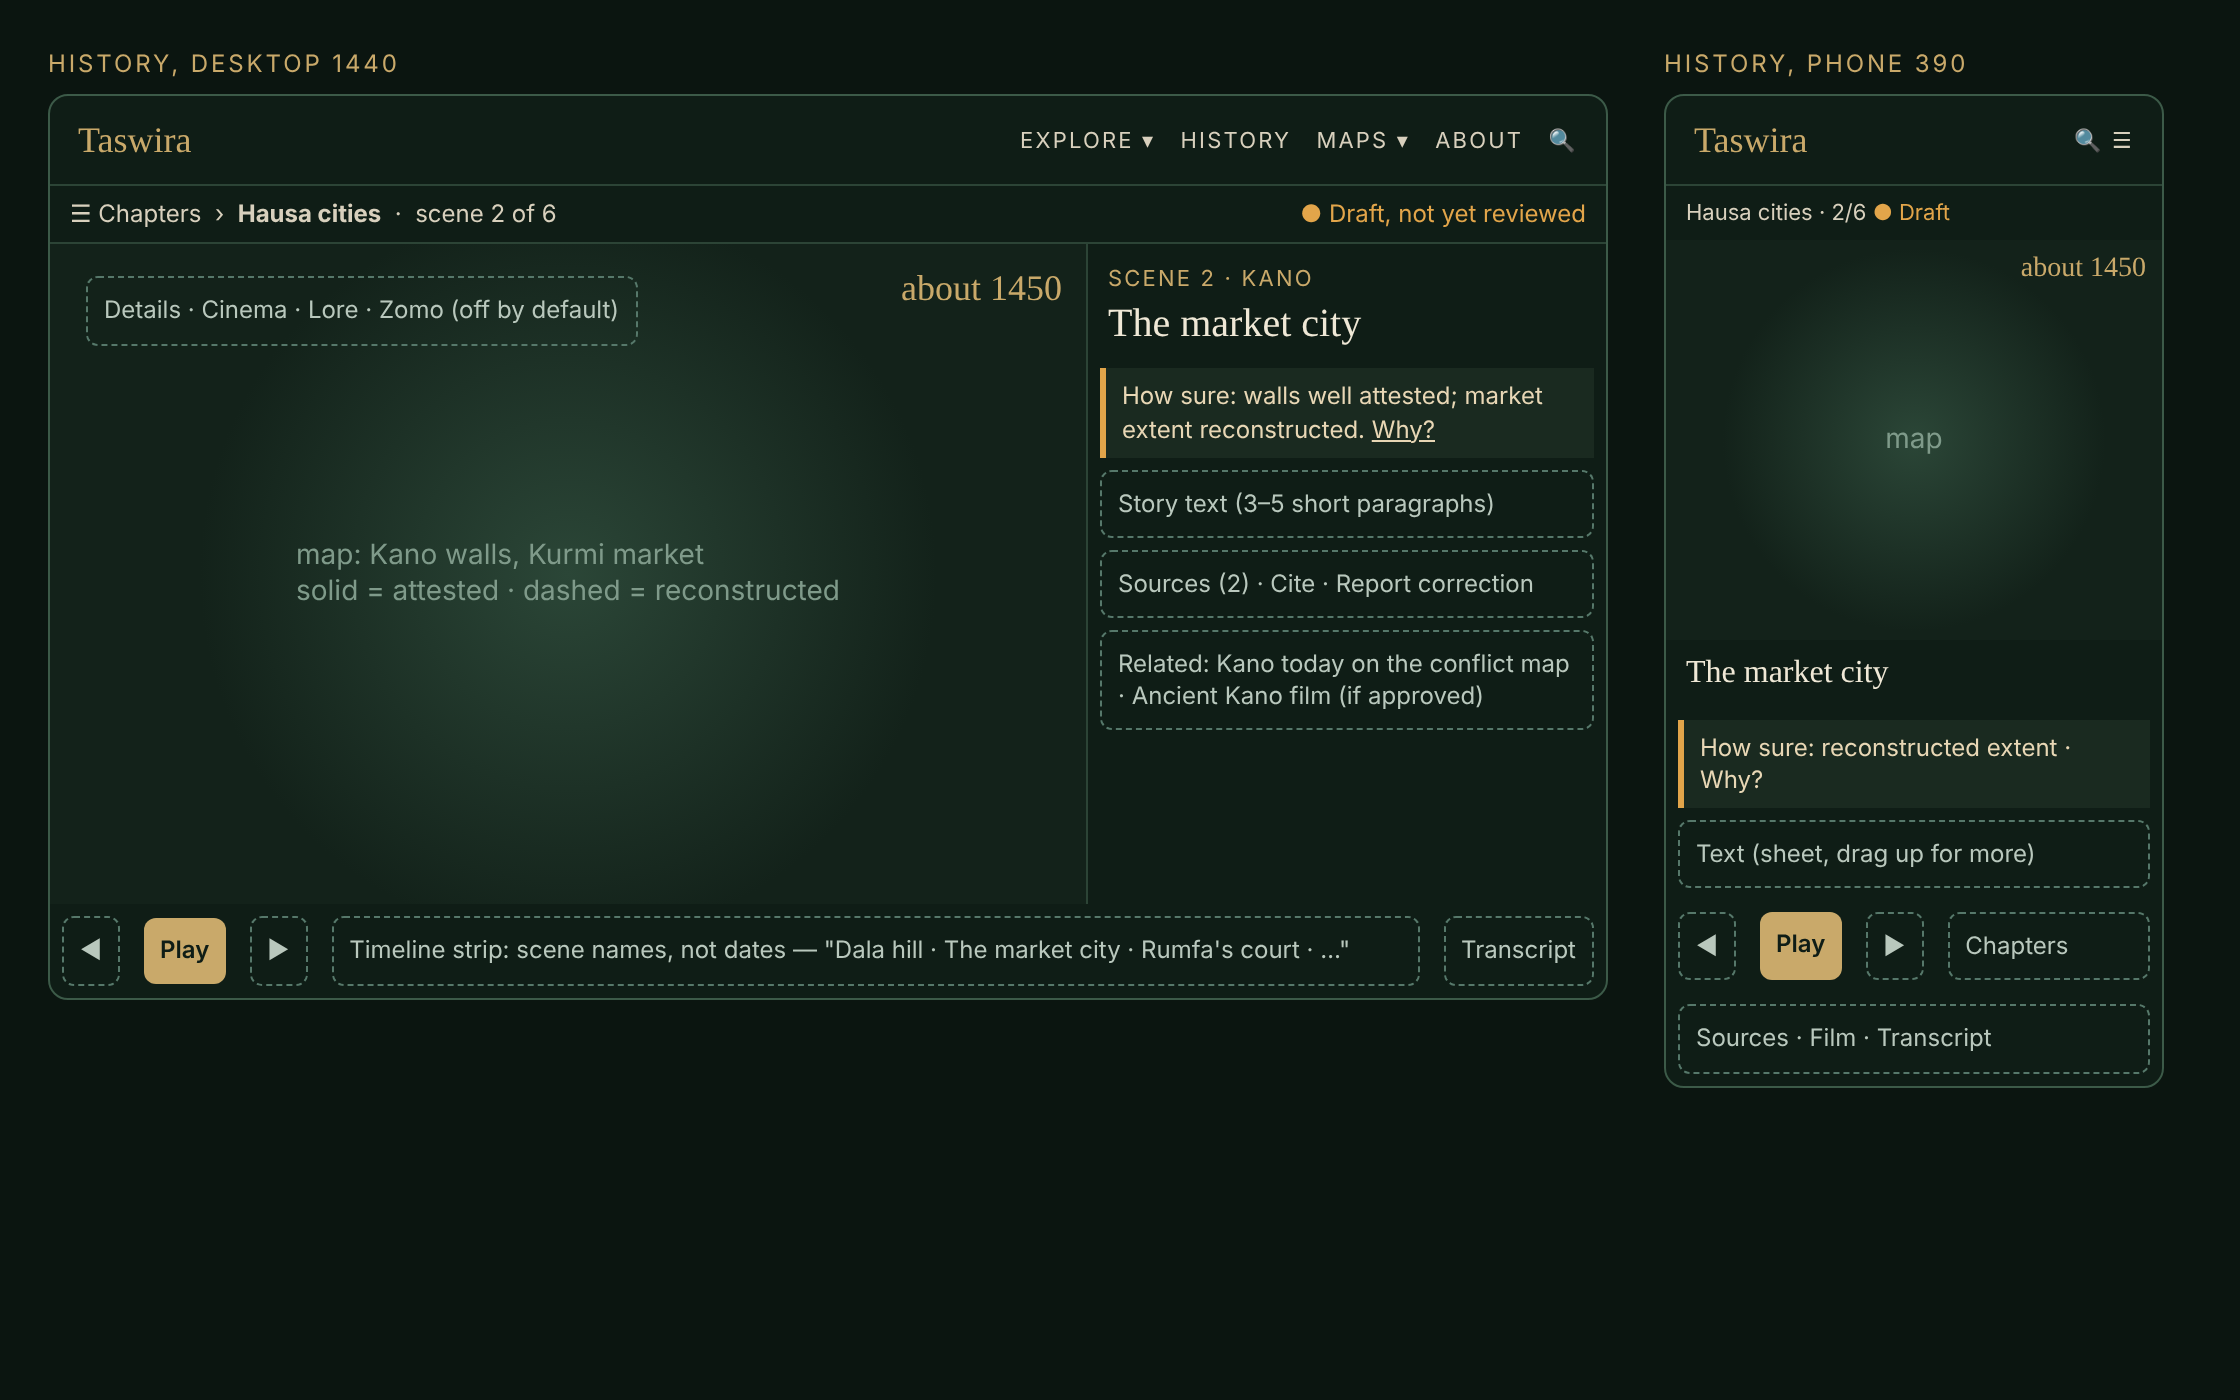 HISTORY, DESKTOP 1440
Taswira
EXPLORE ▾ HISTORY MAPS ▾ ABOUT 🔍
☰ Chapters › Hausa cities · scene 2 of 6
● Draft, not yet reviewed
Details · Cinema · Lore · Zomo (off by default)
about 1450
map: Kano walls, Kurmi market
solid = attested · dashed = reconstructed
SCENE 2 · KANO
The market city
How sure: walls well attested; market
extent reconstructed. Why?
Story text (3–5 short paragraphs)
Sources (2) · Cite · Report correction
Related: Kano today on the conflict map
· Ancient Kano film (if approved)
◀ Play ▶ Timeline strip: scene names, not dates — "Dala hill · The market city · Rumfa's court · ..." Transcript
HISTORY, PHONE 390
Taswira 🔍 ☰
Hausa cities · 2/6 ● Draft
about 1450
map
The market city
How sure: reconstructed extent ·
Why?
Text (sheet, drag up for more)
◀ Play ▶ Chapters
Sources · Film · Transcript